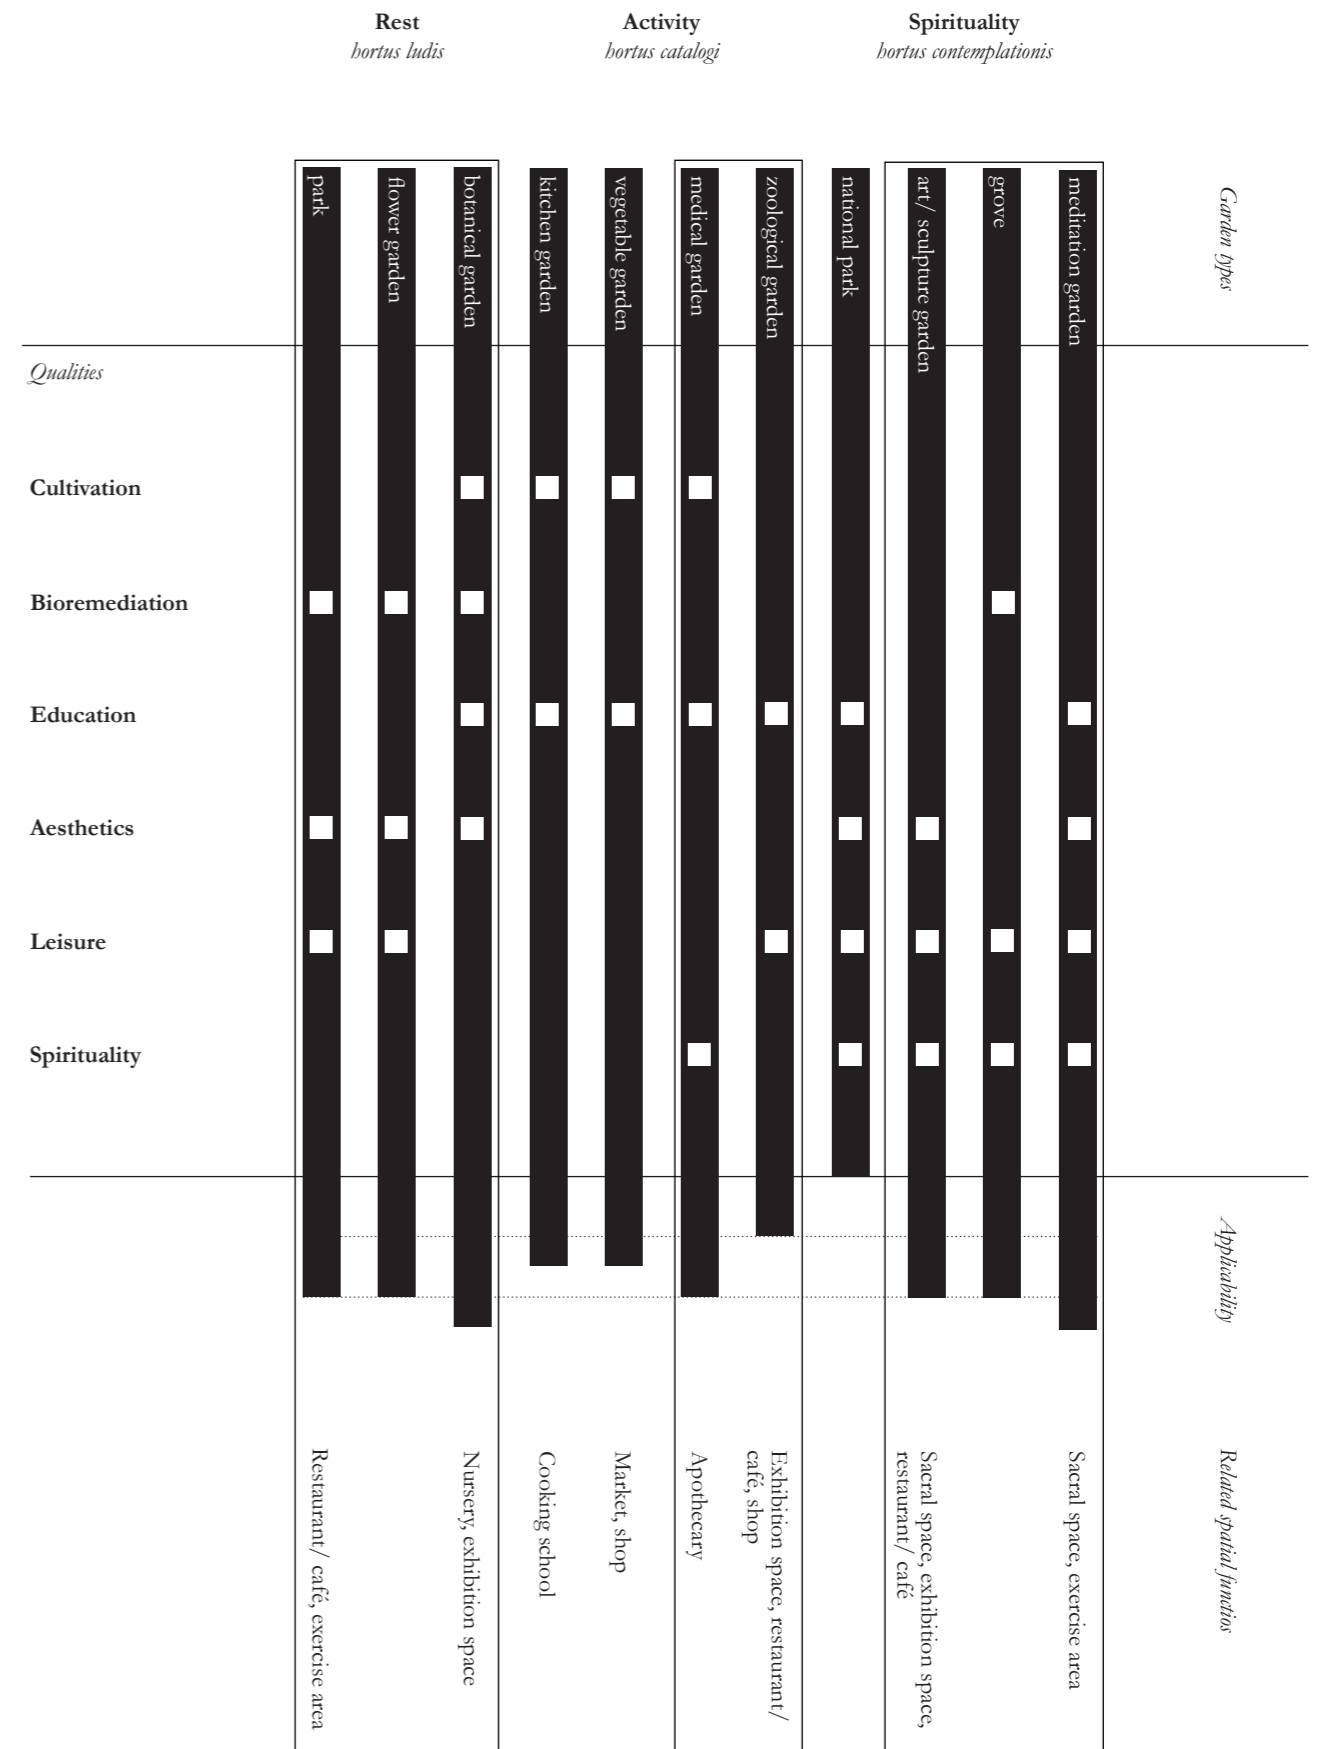 Rest
hortus ludis
Activity
hortus catalogi
Spirituality
hortus contemplationis
park
flower garden
botanical garden
kitchen garden
vegetable garden
medical garden
zoological garden
national park
art/ sculpture garden
grove
meditation garden
Garden types
Qualities
Cultivation
Bioremediation
Education
Aesthetics
Leisure
Spirituality
Applicability
Restaurant/ café, exercise area
Nursery, exhibition space
Cooking school
Market, shop
Apothecary
Exhibition space, restaurant/
café, shop
Sacral space, exhibition space,
restaurant/ café
Sacral space, exercise area
Related spatial functios